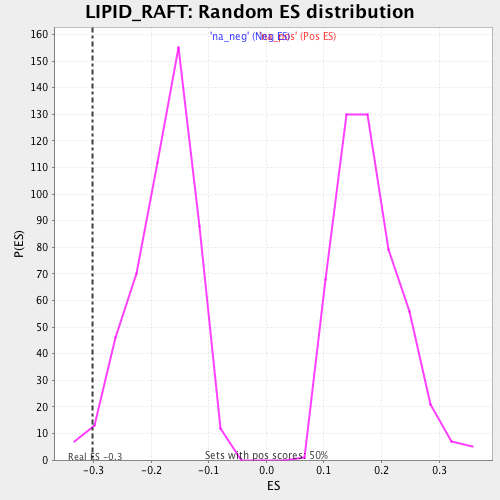 LIPID_RAFT: Random ES distribution
'na_neg' (Neg ES)
'na_pos' (Pos ES)
160
150
140
130
120
110
100
90
80
70
60
50
40
30
20
10
0
P(ES)
Real ES -0.3
Sets with pos scores: 50%
-0.3 -0.2 -0.1 0.0 0.1 0.2 0.3
ES